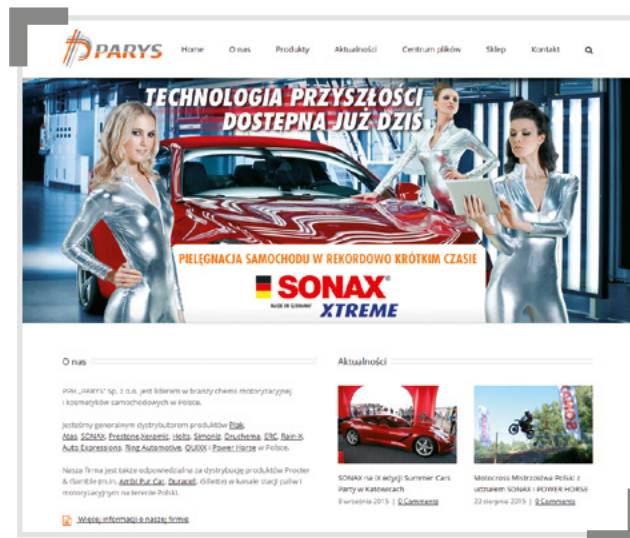 PARYS Home O nas Produkty Aktualności Centrum plików Sklep Kontakt
TECHNOLOGIA PRZYSZŁOŚCI
DOSTĘPNA JUŻ DZIŚ
PIELĘGNACJA SAMOCHODU W REKORDOWO KRÓTKIM CZASIE
SONAX
MADE IN GERMANY
XTREME
O nas
PPH „PARYS” Sp. z o.o. jest liderem w branży chemii motoryzacyjnej
i kosmetyków samochodowych w Polsce.
Jesteśmy generalnym dystrybutorem produktów Plak,
Atas, SONAX, Prestone,Xeramic, Holts, Simoniz, Druchema, ERC, Rain-X,
Auto Expressions, Ring Automotive, QUIXX i Power Horse w Polsce.
Nasza firma jest także odpowiedzialna za dystrybucję produktów Procter
& Gamble (m.in. Ambi Pur Car, Duracell, Gillette) w kanale stacji paliw i
motoryzacyjnym na terenie Polski.
Więcej informacji o naszej firmie
Aktualności
SONAX na IX edycji Summer Cars
Party w Katowicach
9 września 2015 | 0 Comments
SONAX
Motocross Mistrzostwa Polski z
udziałem SONAX i POWER HORSE
23 sierpnia 2015 | 0 Comments